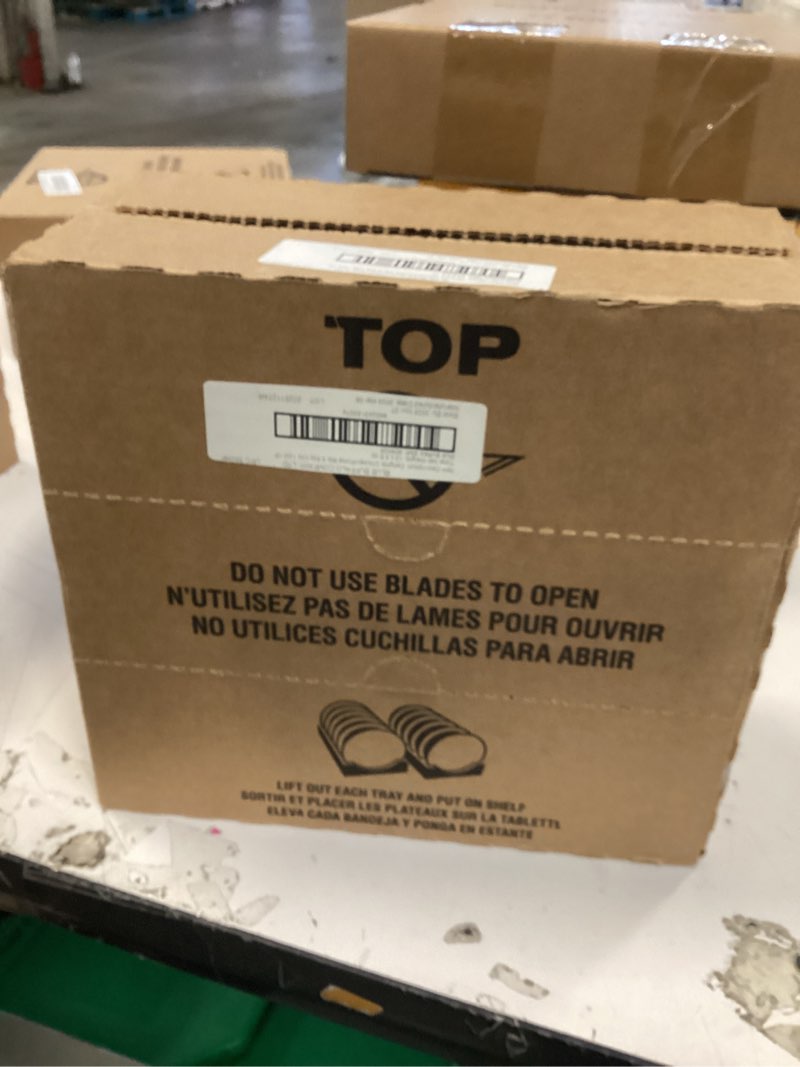 TOP
DO NOT USE BLADES TO OPEN
N'UTILISEZ PAS DE LAMES POUR OUVRIR
NO UTILICES CUCHILLAS PARA ABRIR
LIFT OUT EACH TRAY AND PUT ON SHELF
SORTIR ET PLACER LES PLATEAUX SUR LA TABLETTE
ELEVA CADA BANDEJA Y PONGA EN ESTANTE